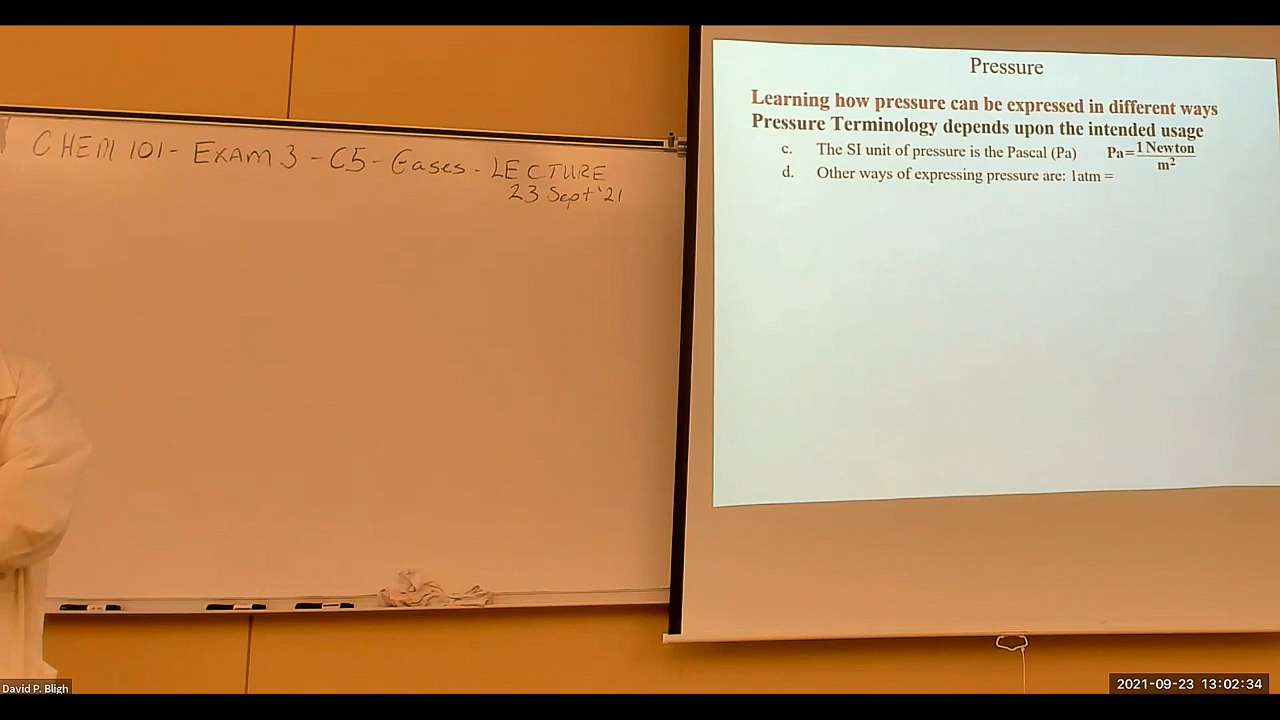 CHEM 101 - EXAM 3 - C5 - Gases - LECTURE
23 Sept '21
Pressure
Learning how pressure can be expressed in different ways
Pressure Terminology depends upon the intended usage
c. The SI unit of pressure is the Pascal (Pa) Pa=1 Newton
m²
d. Other ways of expressing pressure are: 1atm =
David P. Bligh
2021-09-23 13:02:34